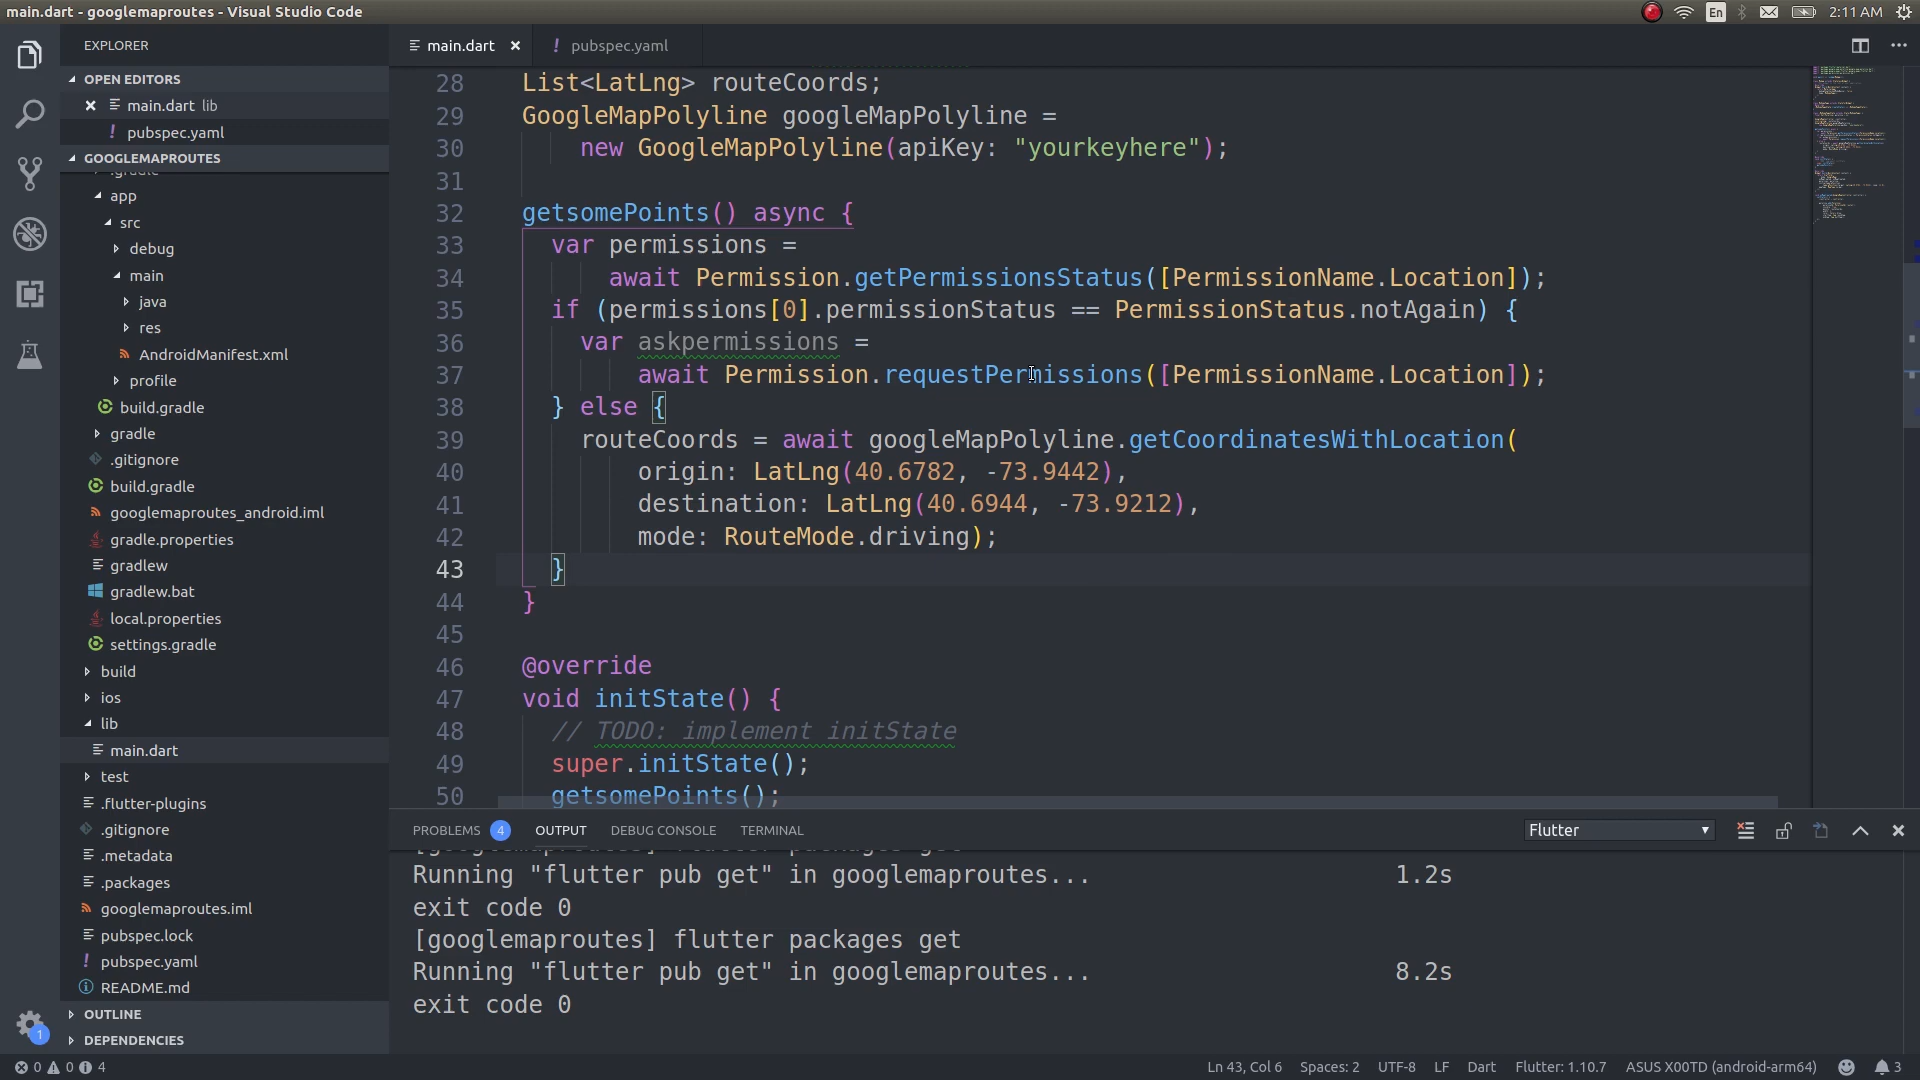 main.dart - googlemaproutes - Visual Studio Code
En
2:11 AM
EXPLORER
OPEN EDITORS
main.dart lib
pubspec.yaml
GOOGLEMAPROUTES
.gradle
app
src
debug
main
java
res
AndroidManifest.xml
profile
build.gradle
gradle
.gitignore
build.gradle
googlemaproutes_android.iml
gradle.properties
gradlew
gradlew.bat
local.properties
settings.gradle
build
ios
lib
main.dart
test
.flutter-plugins
.gitignore
.metadata
.packages
googlemaproutes.iml
pubspec.lock
pubspec.yaml
README.md
OUTLINE
DEPENDENCIES
1
main.dart
pubspec.yaml
28 List<LatLng> routeCoords;
29 GoogleMapPolyline googleMapPolyline =
30 new GoogleMapPolyline(apiKey: "yourkeyhere");
31
32 getsomePoints() async {
33 var permissions =
34 await Permission.getPermissionsStatus([PermissionName.Location]);
35 if (permissions[0].permissionStatus == PermissionStatus.notAgain) {
36 var askpermissions =
37 await Permission.requestPermissions([PermissionName.Location]);
38 } else {
39 routeCoords = await googleMapPolyline.getCoordinatesWithLocation(
40 origin: LatLng(40.6782, -73.9442),
41 destination: LatLng(40.6944, -73.9212),
42 mode: RouteMode.driving);
43 }
44 }
45
46 @override
47 void initState() {
48 // TODO: implement initState
49 super.initState();
50 getsomePoints();
PROBLEMS 4 OUTPUT DEBUG CONSOLE TERMINAL Flutter
[googlemaproutes] flutter packages get
Running "flutter pub get" in googlemaproutes... 1.2s
exit code 0
[googlemaproutes] flutter packages get
Running "flutter pub get" in googlemaproutes... 8.2s
exit code 0
0 0 4 Ln 43, Col 6 Spaces: 2 UTF-8 LF Dart Flutter: 1.10.7 ASUS X00TD (android-arm64) 3